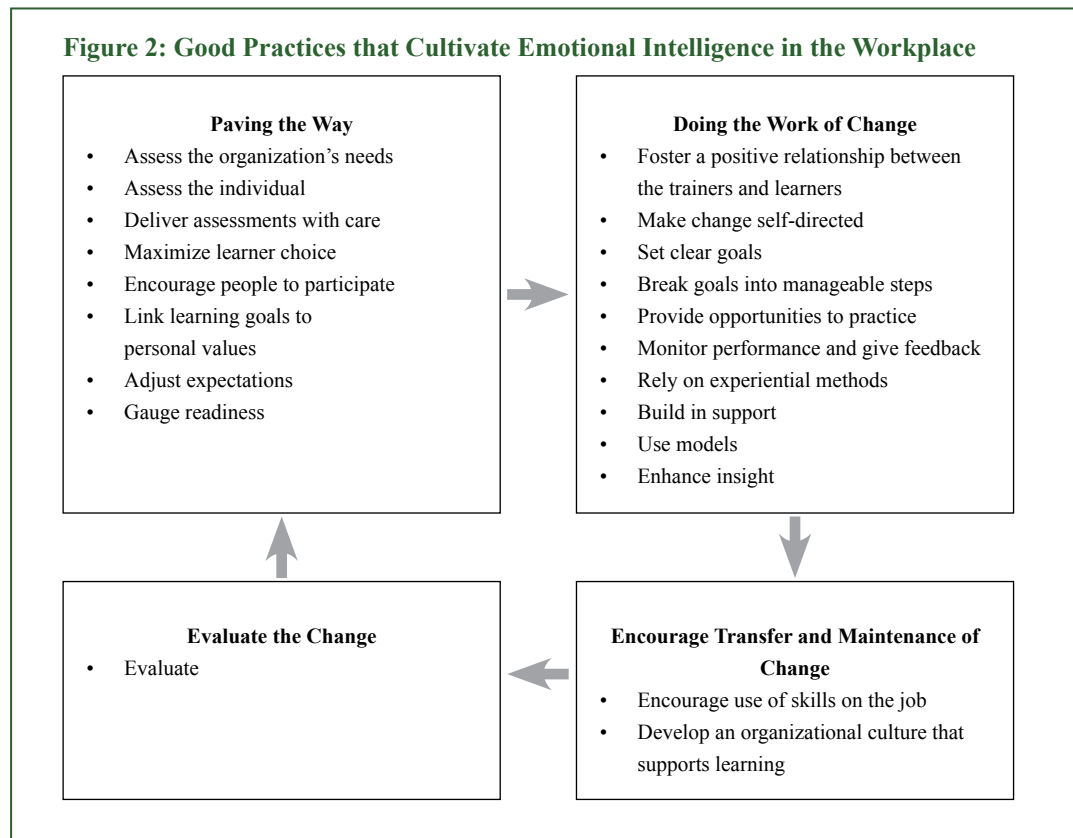 Figure 2: Good Practices that Cultivate Emotional Intelligence in the Workplace
Paving the Way
• Assess the organization’s needs
• Assess the individual
• Deliver assessments with care
• Maximize learner choice
• Encourage people to participate
• Link learning goals to
personal values
• Adjust expectations
• Gauge readiness
Doing the Work of Change
• Foster a positive relationship between
the trainers and learners
• Make change self-directed
• Set clear goals
• Break goals into manageable steps
• Provide opportunities to practice
• Monitor performance and give feedback
• Rely on experiential methods
• Build in support
• Use models
• Enhance insight
Encourage Transfer and Maintenance of
Change
• Encourage use of skills on the job
• Develop an organizational culture that
supports learning
Evaluate the Change
• Evaluate